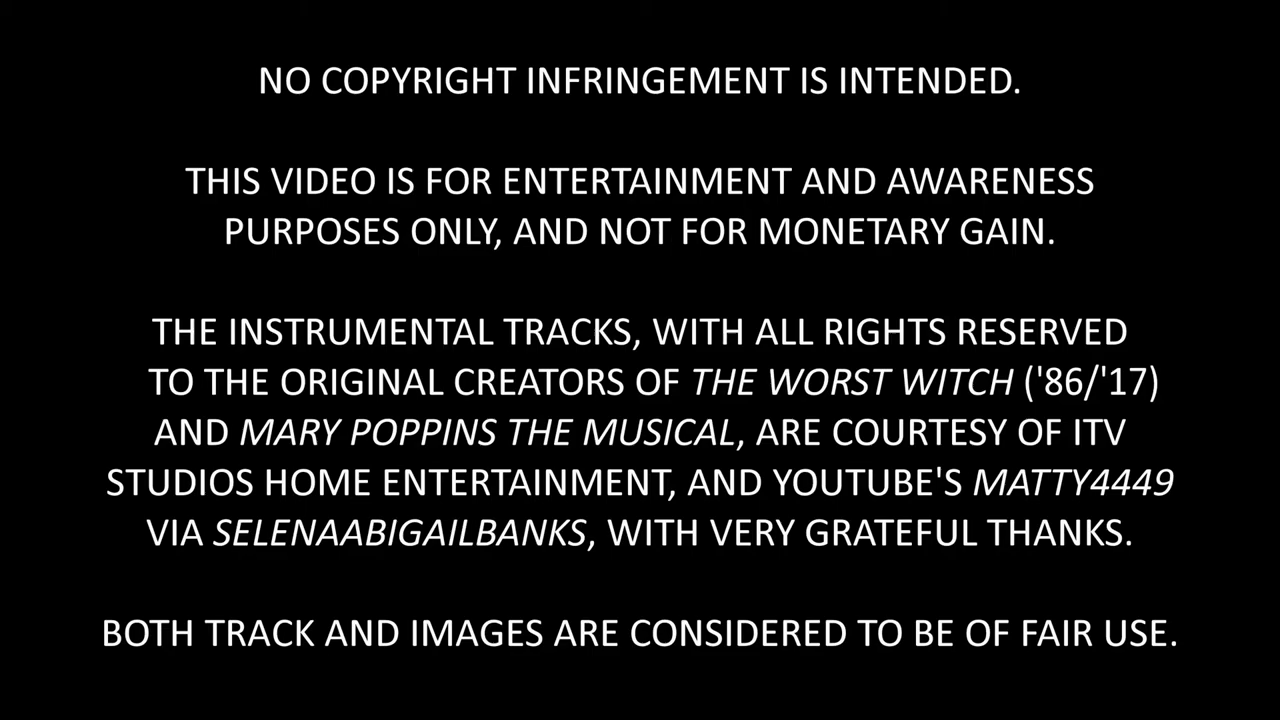 NO COPYRIGHT INFRINGEMENT IS INTENDED.
THIS VIDEO IS FOR ENTERTAINMENT AND AWARENESS
PURPOSES ONLY, AND NOT FOR MONETARY GAIN.
THE INSTRUMENTAL TRACKS, WITH ALL RIGHTS RESERVED
TO THE ORIGINAL CREATORS OF THE WORST WITCH ('86/'17)
AND MARY POPPINS THE MUSICAL, ARE COURTESY OF ITV
STUDIOS HOME ENTERTAINMENT, AND YOUTUBE'S MATTY4449
VIA SELENAABIGAILBANKS, WITH VERY GRATEFUL THANKS.
BOTH TRACK AND IMAGES ARE CONSIDERED TO BE OF FAIR USE.